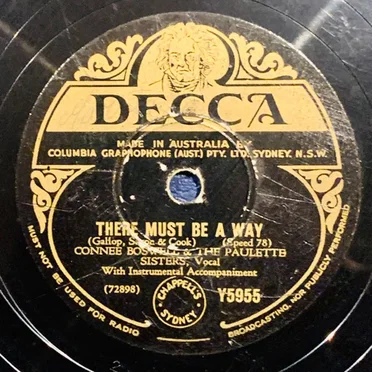 DECCA
MADE IN AUSTRALIA BY
COLUMBIA GRAPHOPHONE (AUST.) PTY. LTD. SYDNEY. N.S.W.
THERE MUST BE A WAY
(Gallop, Saxe & Cook) (Speed 78)
CONNEE BOSWELL & THE PAULETTE
SISTERS, Vocal
With Instrumental Accompaniment
(72898)
CHAPPELL'S
SYDNEY
Y5955
MUST NOT BE USED FOR RADIO
BROADCASTING. NOR PUBLICLY PERFORMED